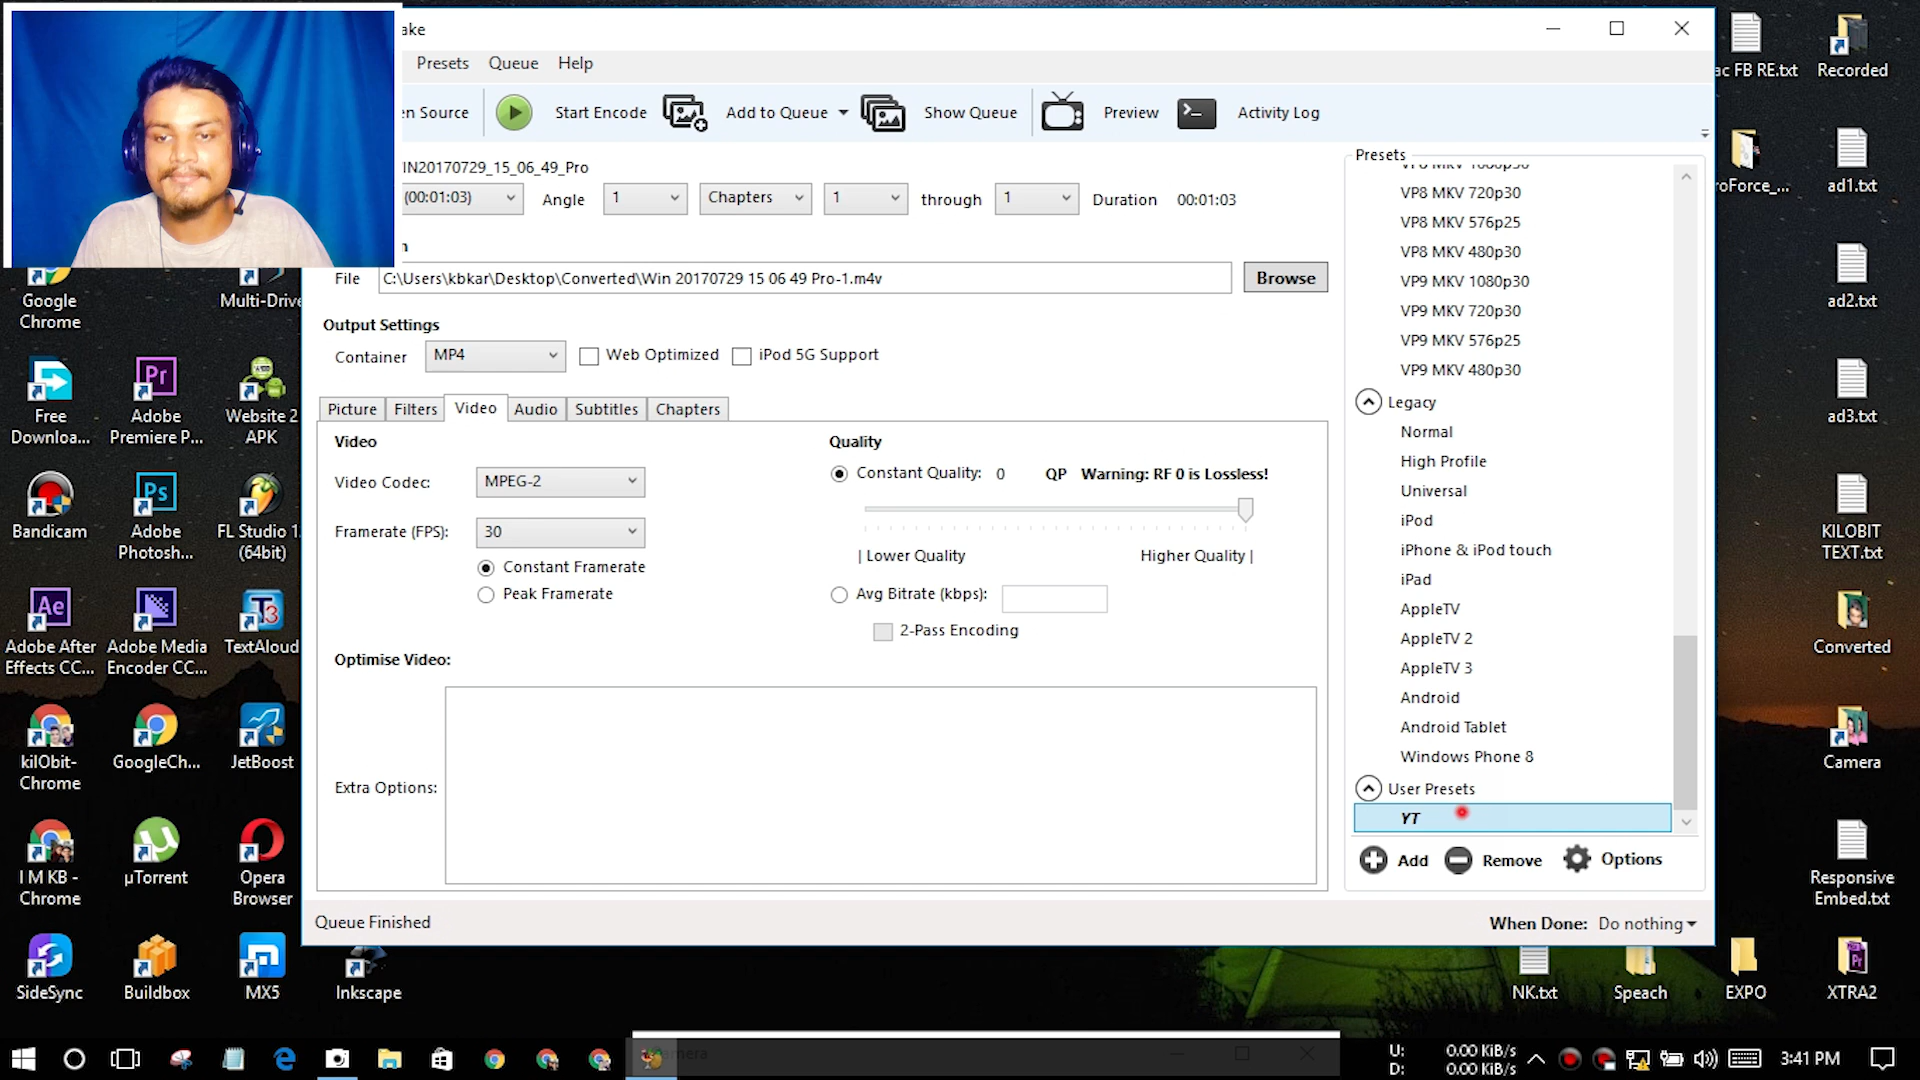 ake
Presets Queue Help
en Source Start Encode Add to Queue Show Queue Preview Activity Log
IN20170729_15_06_49_Pro
(00:01:03) Angle 1 Chapters 1 through 1 Duration 00:01:03
n
File C:\Users\kbkar\Desktop\Converted\Win 20170729 15 06 49 Pro-1.m4v Browse
Output Settings
Container MP4 Web Optimized iPod 5G Support
Picture Filters Video Audio Subtitles Chapters
Video
Video Codec: MPEG-2
Framerate (FPS): 30
Constant Framerate
Peak Framerate
Quality
Constant Quality: 0 QP Warning: RF 0 is Lossless!
| Lower Quality Higher Quality |
Avg Bitrate (kbps):
2-Pass Encoding
Optimise Video:
Extra Options:
Queue Finished
When Done: Do nothing
Presets
VP8 MKV 1080p30
VP8 MKV 720p30
VP8 MKV 576p25
VP8 MKV 480p30
VP9 MKV 1080p30
VP9 MKV 720p30
VP9 MKV 576p25
VP9 MKV 480p30
Legacy
Normal
High Profile
Universal
iPod
iPhone & iPod touch
iPad
AppleTV
AppleTV 2
AppleTV 3
Android
Android Tablet
Windows Phone 8
User Presets
YT
Add Remove Options
Google
Chrome
Multi-Drive
Free
Downloa...
Adobe
Premiere P...
Website 2
APK
Bandicam
Adobe
Photosh...
FL Studio 1
(64bit)
Adobe After
Effects CC...
Adobe Media
Encoder CC...
TextAloud
kilObit-
Chrome
GoogleCh...
JetBoost
I M KB -
Chrome
µTorrent
Opera
Browser
SideSync
Buildbox
MX5
Inkscape
ac FB RE.txt
Recorded
roForce_...
ad1.txt
ad2.txt
ad3.txt
KILOBIT
TEXT.txt
Converted
Camera
Responsive
Embed.txt
NK.txt
Speach
EXPO
XTRA2
U: 0.00 KiB/s
D: 0.00 KiB/s
3:41 PM